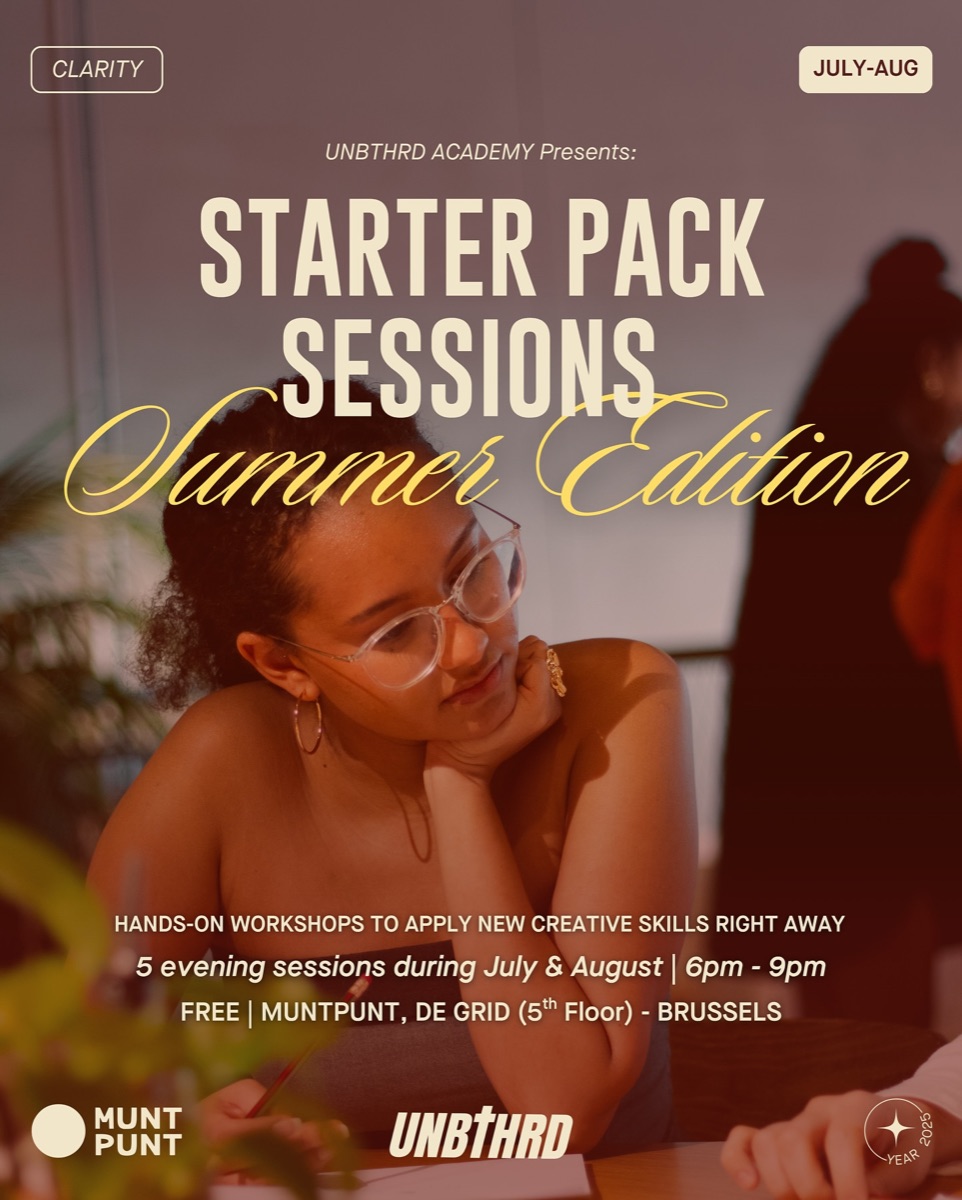 CLARITY
JULY-AUG
UNBTHRD ACADEMY Presents:
STARTER PACK
SESSIONS
Summer Edition
HANDS-ON WORKSHOPS TO APPLY NEW CREATIVE SKILLS RIGHT AWAY
5 evening sessions during July & August | 6pm - 9pm
FREE | MUNTPUNT, DE GRID (5th Floor) - BRUSSELS
MUNT
PUNT
UNBTHRD
YEAR 2025